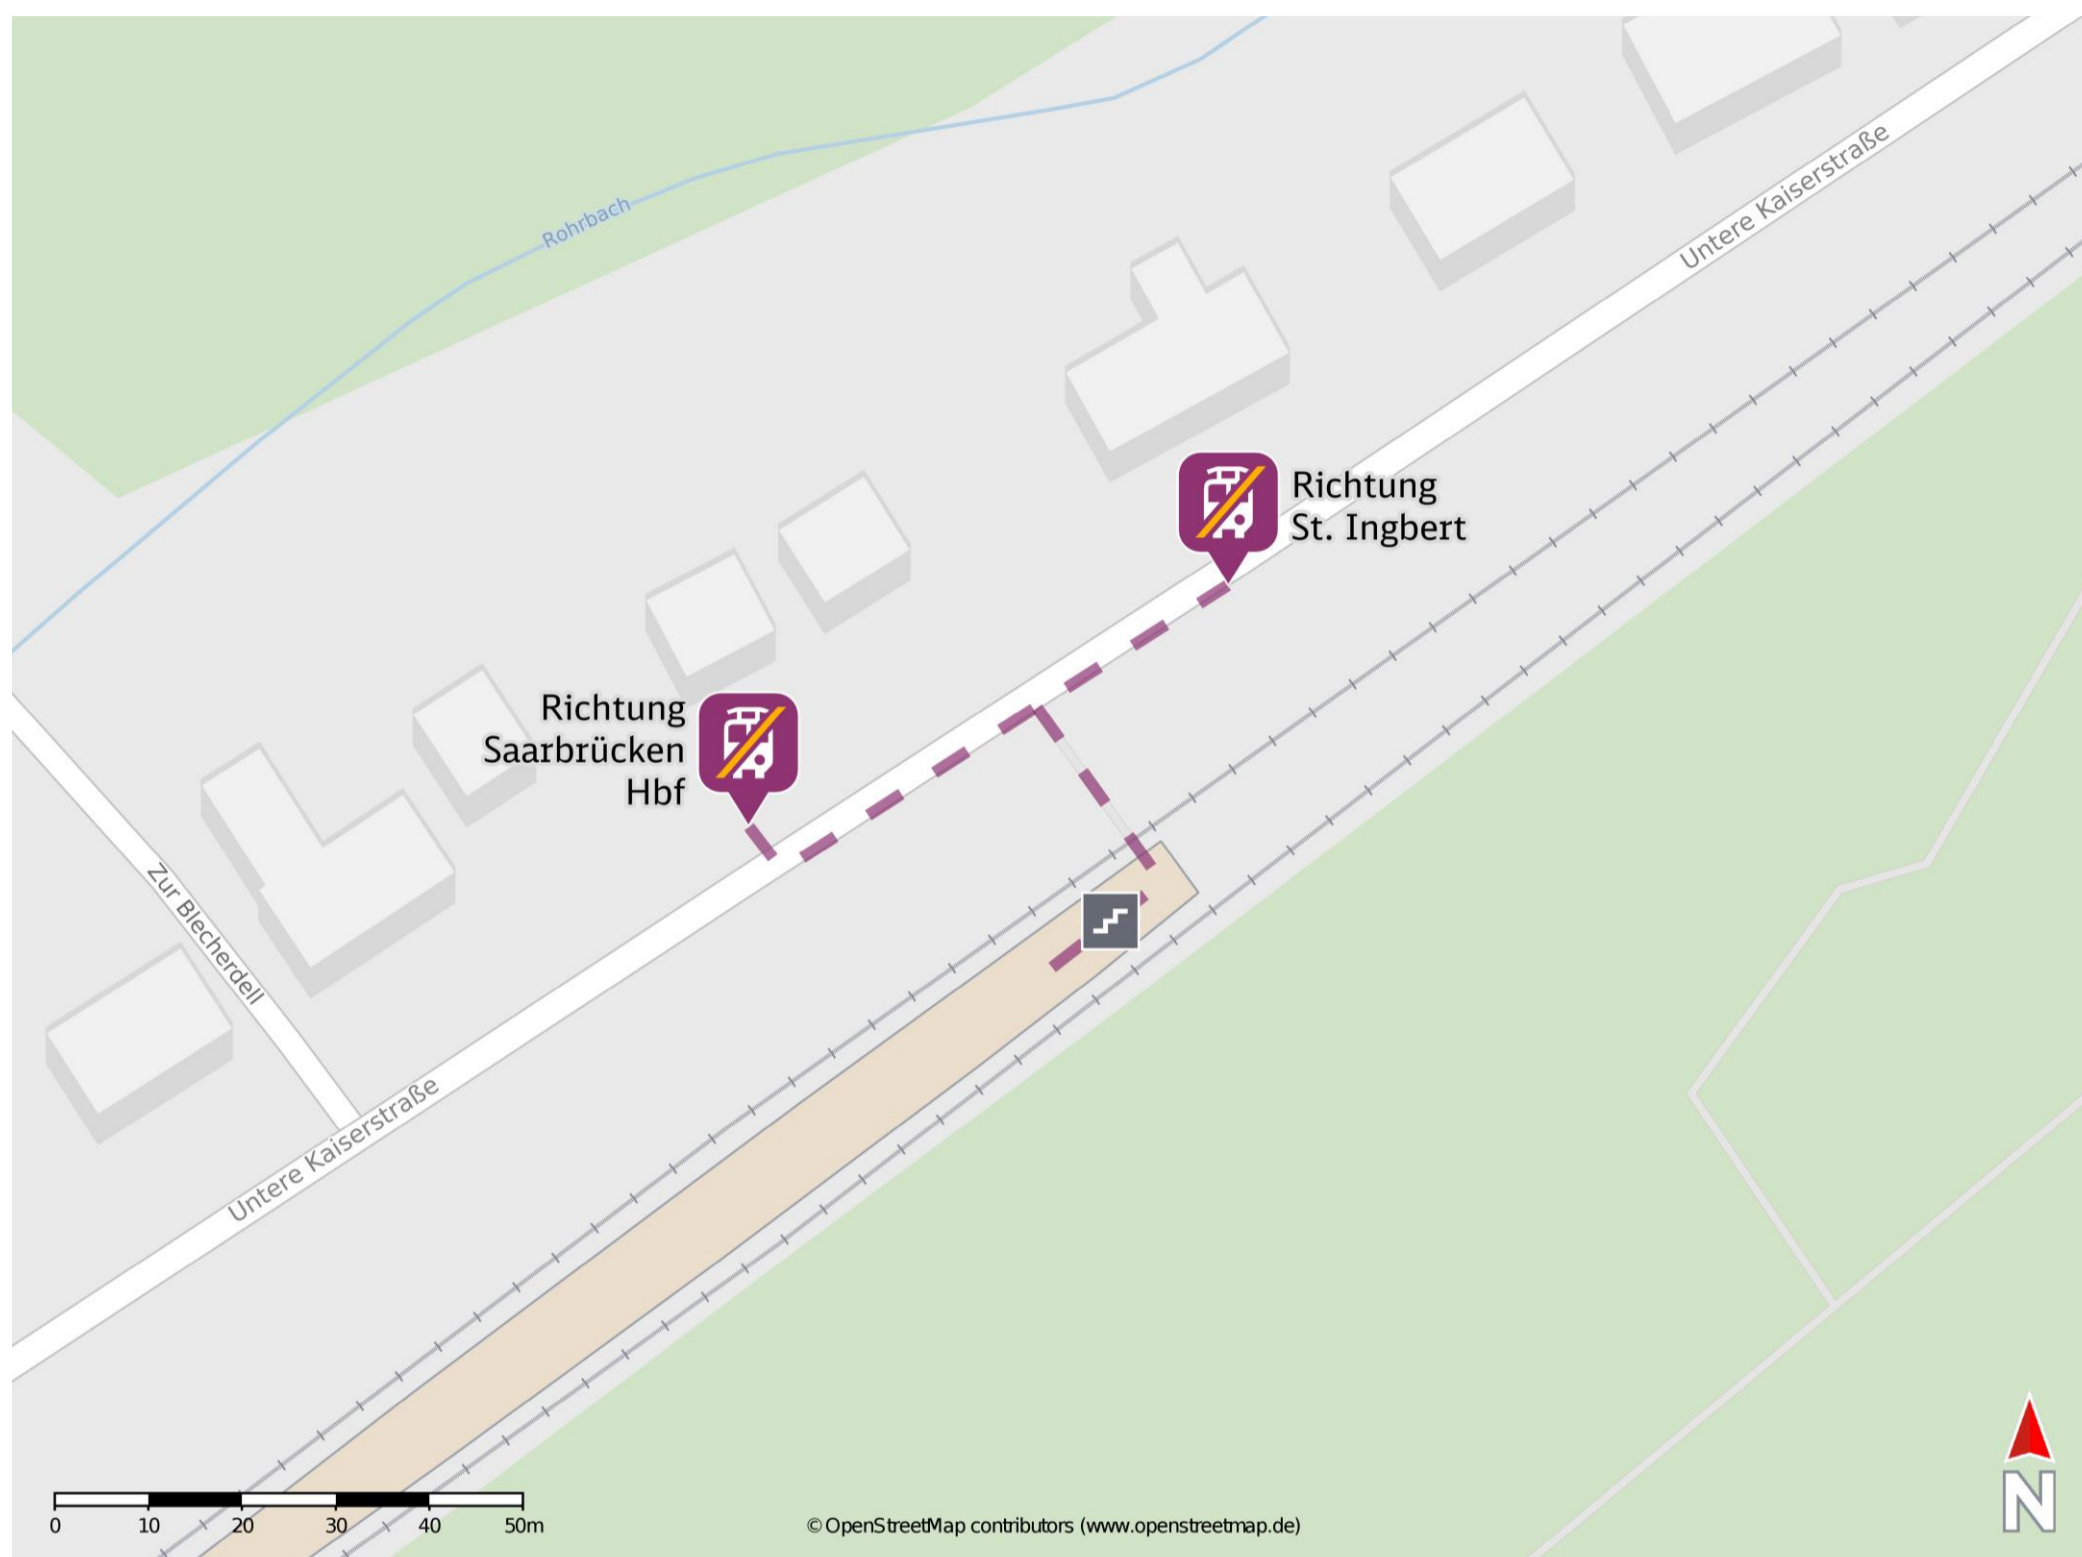 Rohrbach
Untere Kaiserstraße
Richtung
St. Ingbert
Richtung
Saarbrücken
Hbf
Zur Blecherdell
Untere Kaiserstraße
0 10 20 30 40 50m
© OpenStreetMap contributors (www.openstreetmap.de)
N